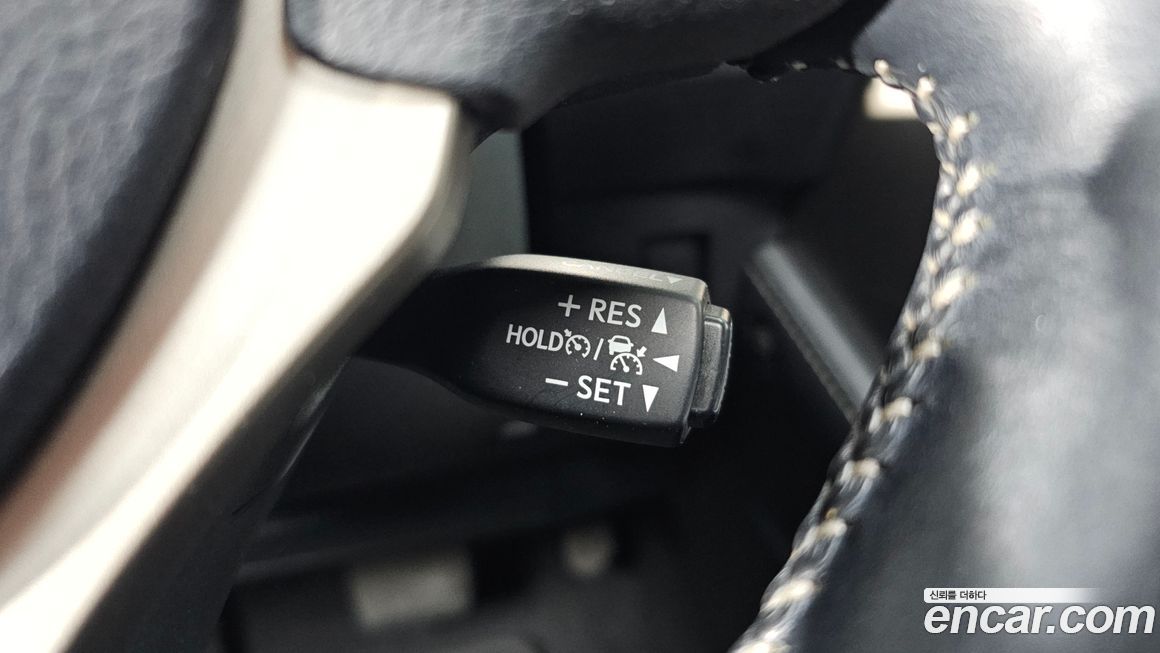 + RES ▲
HOLD / ◀
− SET ▼
신뢰를 더하다
encar.com